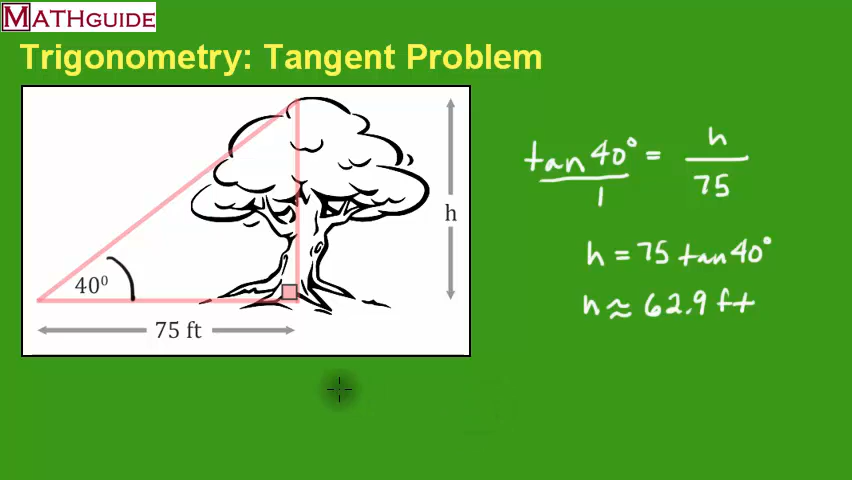 MATHGUIDE
Trigonometry: Tangent Problem
tan 40° = h
1 75
h
h = 75 tan 40°
40⁰
h ≈ 62.9 ft
75 ft